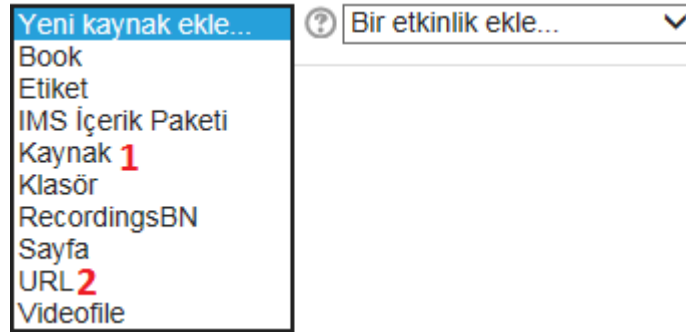 Yeni kaynak ekle... Bir etkinlik ekle...
Book
Etiket
IMS İçerik Paketi
Kaynak 1
Klasör
RecordingsBN
Sayfa
URL 2
Videofile